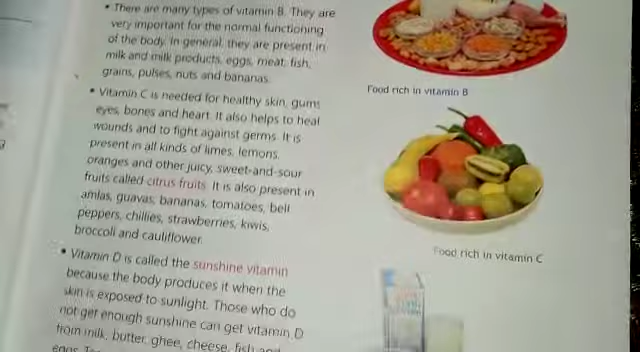 • There are many types of vitamin B. They are
very important for the normal functioning
of the body. In general, they are present in
milk and milk products, eggs, meat, fish,
grains, pulses, nuts and bananas.
Food rich in vitamin B
• Vitamin C is needed for healthy skin, gums
eyes, bones and heart. It also helps to heal
wounds and to fight against germs. It is
present in all kinds of limes, lemons,
oranges and other juicy, sweet-and-sour
fruits called citrus fruits. It is also present in
amlas, guavas, bananas, tomatoes, bell
peppers, chillies, strawberries, kiwis,
broccoli and cauliflower.
Food rich in vitamin C
• Vitamin D is called the sunshine vitamin
because the body produces it when the
skin is exposed to sunlight. Those who do
not get enough sunshine can get vitamin D
from milk, butter, ghee, cheese, fish and
eggs.